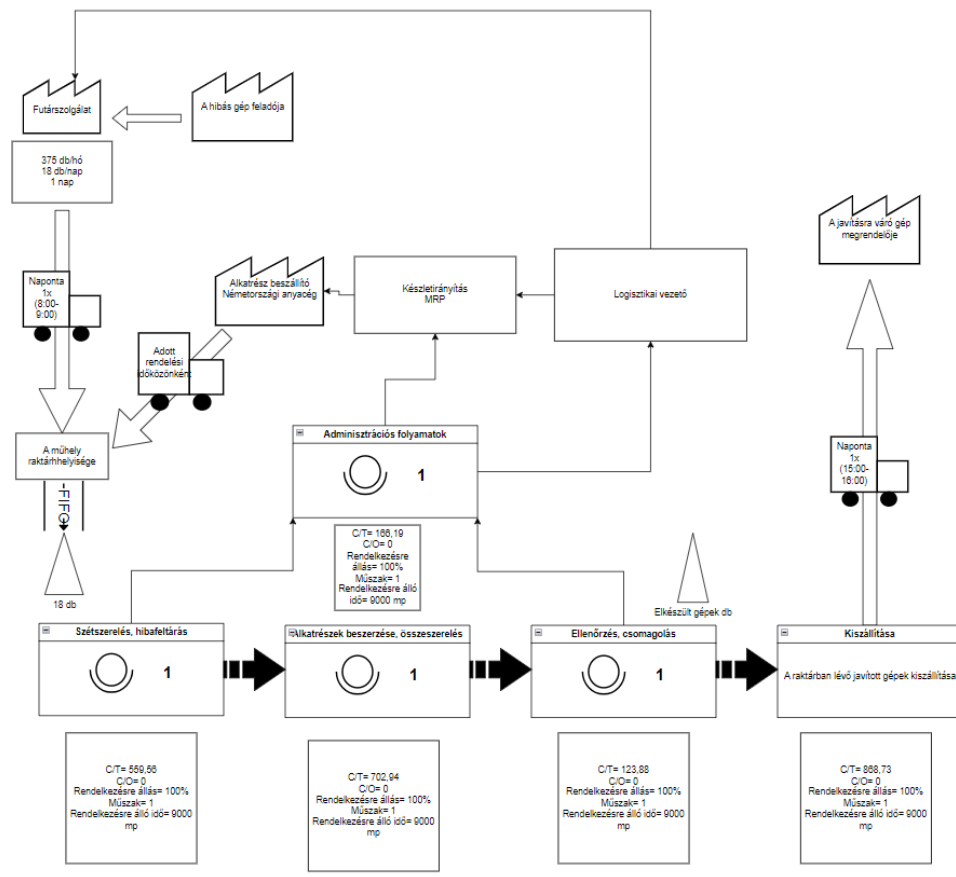 Futárszolgálat
A hibás gép feladója
375 db/hó
18 db/nap
1 nap
A javításra váró gép
megrendelője
Naponta
1x
(8:00-
9:00)
Alkatrész beszállító
Németországi anyacég
Készletirányítás
MRP
Logisztikai vezető
Adott
rendelési
időközönként
A műhely
raktárhhelyisége
-FIFO
Adminisztrációs folyamatok
1
Naponta
1x
(15:00-
16:00)
C/T= 166,19
C/O= 0
Rendelkezésre
állás= 100%
Műszak= 1
Rendelkezésre álló
idő= 9000 mp
18 db
Elkészült gépek db
Szétszerelés, hibafeltárás
1
Alkatrészek beszerzése, összeszerelés
1
Ellenőrzés, csomagolás
1
Kiszállítása
A raktárban lévő javított gépek kiszállítása
C/T= 559,56
C/O= 0
Rendelkezésre állás= 100%
Műszak= 1
Rendelkezésre álló idő= 9000
mp
C/T= 702,94
C/O= 0
Rendelkezésre állás= 100%
Műszak= 1
Rendelkezésre álló idő= 9000
mp
C/T= 123,88
C/O= 0
Rendelkezésre állás= 100%
Műszak= 1
Rendelkezésre álló idő= 9000
mp
C/T= 868,73
C/O= 0
Rendelkezésre állás= 100%
Műszak= 1
Rendelkezésre álló idő= 9000
mp